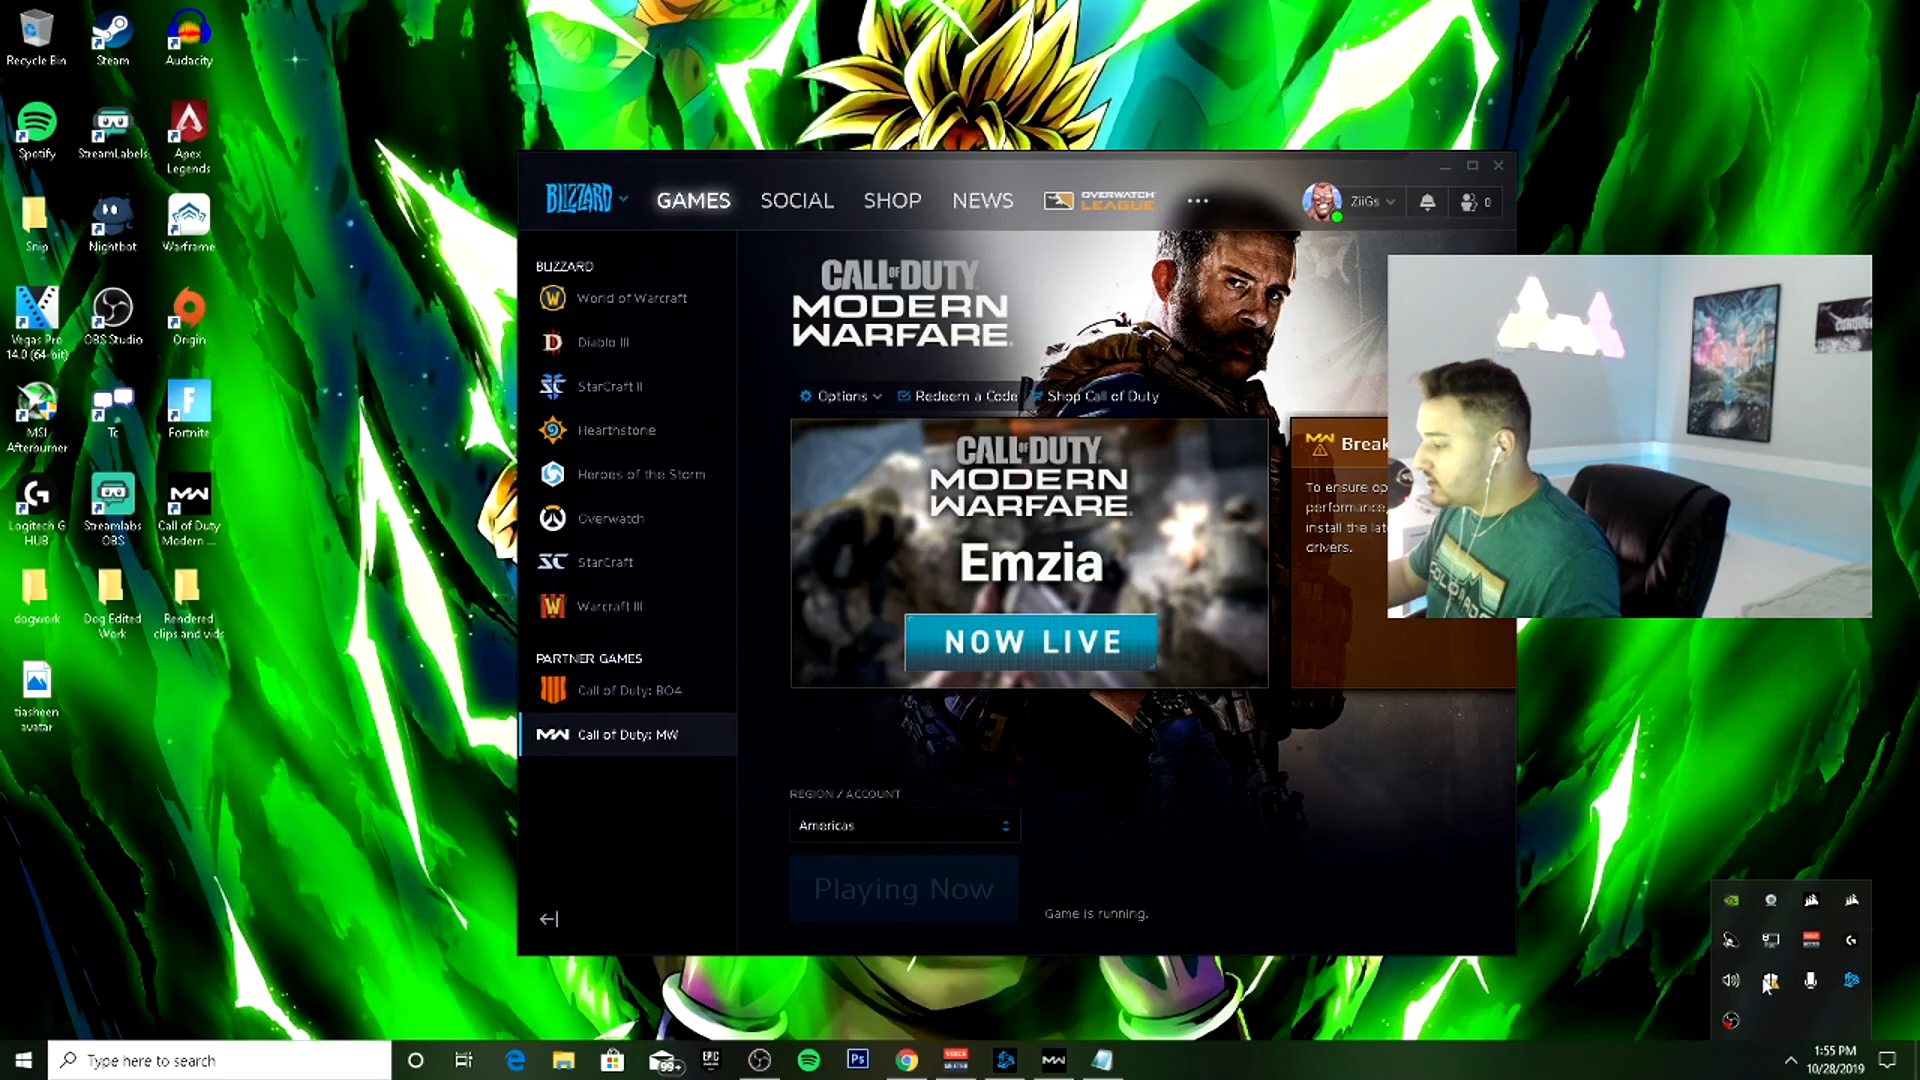 Recycle Bin
Steam
Audacity
Spotify
StreamLabels
Apex
Legends
Snip
Nightbot
Warframe
Vegas Pro
14.0 (64-bit)
OBS Studio
Origin
MSI
Afterburner
Tc
Fortnite
Logitech G
HUB
Streamlabs
OBS
Call of Duty
Modern ...
dogwork
Dog Edited
Work
Rendered
clips and vids
tiasheen
avatar
BLIZZARD
GAMES
SOCIAL
SHOP
NEWS
OVERWATCH
LEAGUE
ZiiGs
0
BLIZZARD
World of Warcraft
Diablo III
StarCraft II
Hearthstone
Heroes of the Storm
Overwatch
StarCraft
Warcraft III
PARTNER GAMES
Call of Duty: BO4
Call of Duty: MW
CALL OF DUTY
MODERN
WARFARE
Options
Redeem a Code
Shop Call of Duty
CALL OF DUTY
MODERN
WARFARE
Emzia
NOW LIVE
Break
To ensure op
performance,
install the lat
drivers.
REGION / ACCOUNT
Americas
Playing Now
Game is running.
COLORADO
Type here to search
99+
EPIC
Ps
1:55 PM
10/28/2019